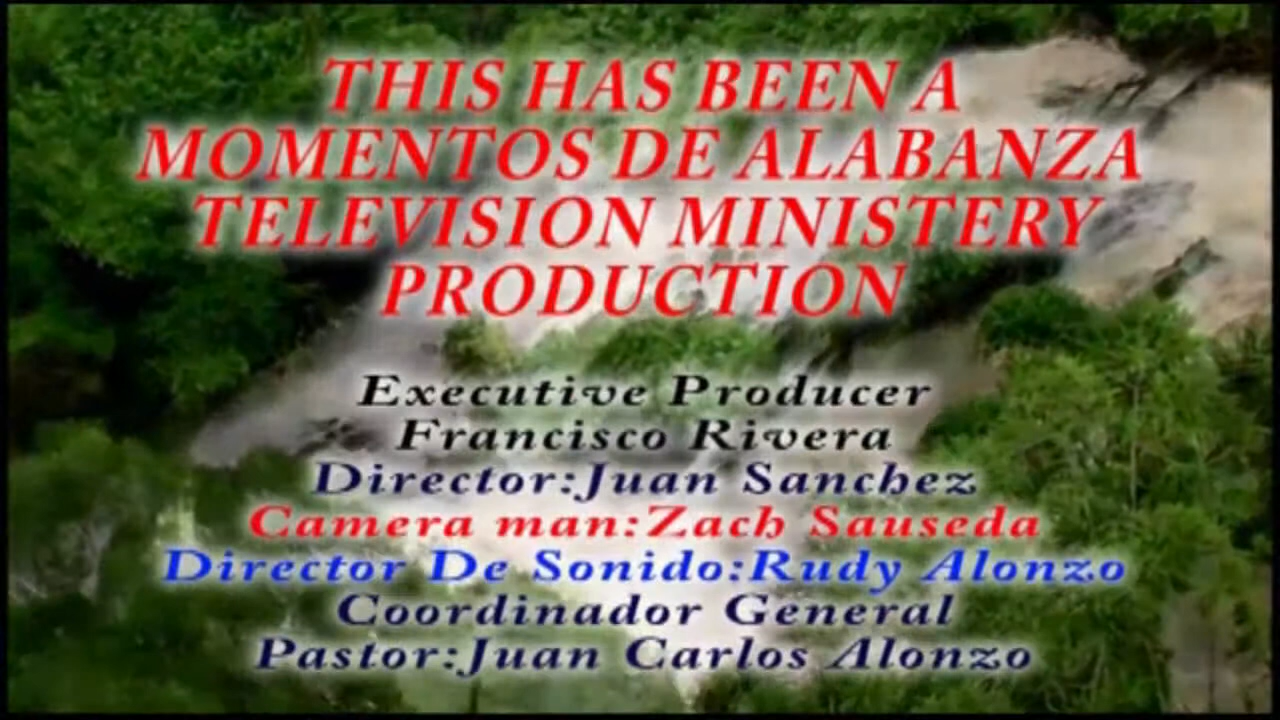 THIS HAS BEEN A
MOMENTOS DE ALABANZA
TELEVISION MINISTERY
PRODUCTION
Executive Producer
Francisco Rivera
Director:Juan Sanchez
Camera man:Zach Sauseda
Director De Sonido:Rudy Alonzo
Coordinador General
Pastor:Juan Carlos Alonzo